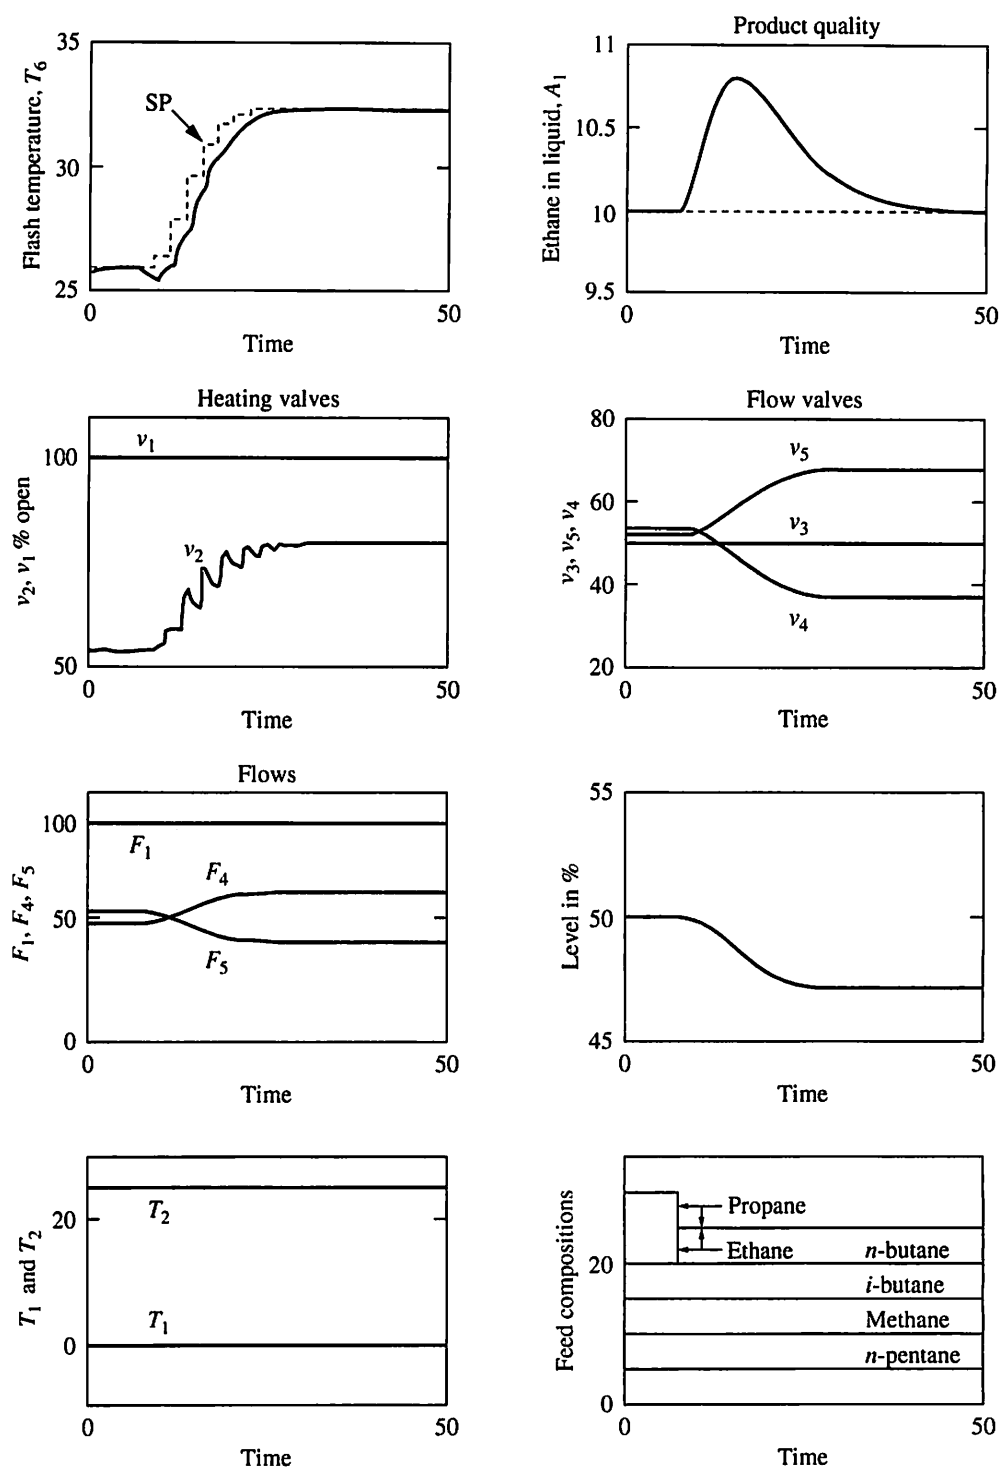 35
30
25
0
50
Flash temperature, T6
SP
Time
Product quality
11
10.5
10
9.5
0
50
Ethane in liquid, A1
Time
Heating valves
100
50
0
50
v2, v1 % open
v1
v2
Time
Flow valves
80
60
40
20
0
50
v3, v5, v4
v5
v3
v4
Time
Flows
100
50
0
0
50
F1, F4, F5
F1
F4
F5
Time
55
50
45
0
50
Level in %
Time
20
0
0
50
T1 and T2
T2
T1
Time
20
0
0
50
Feed compositions
Propane
Ethane
n-butane
i-butane
Methane
n-pentane
Time